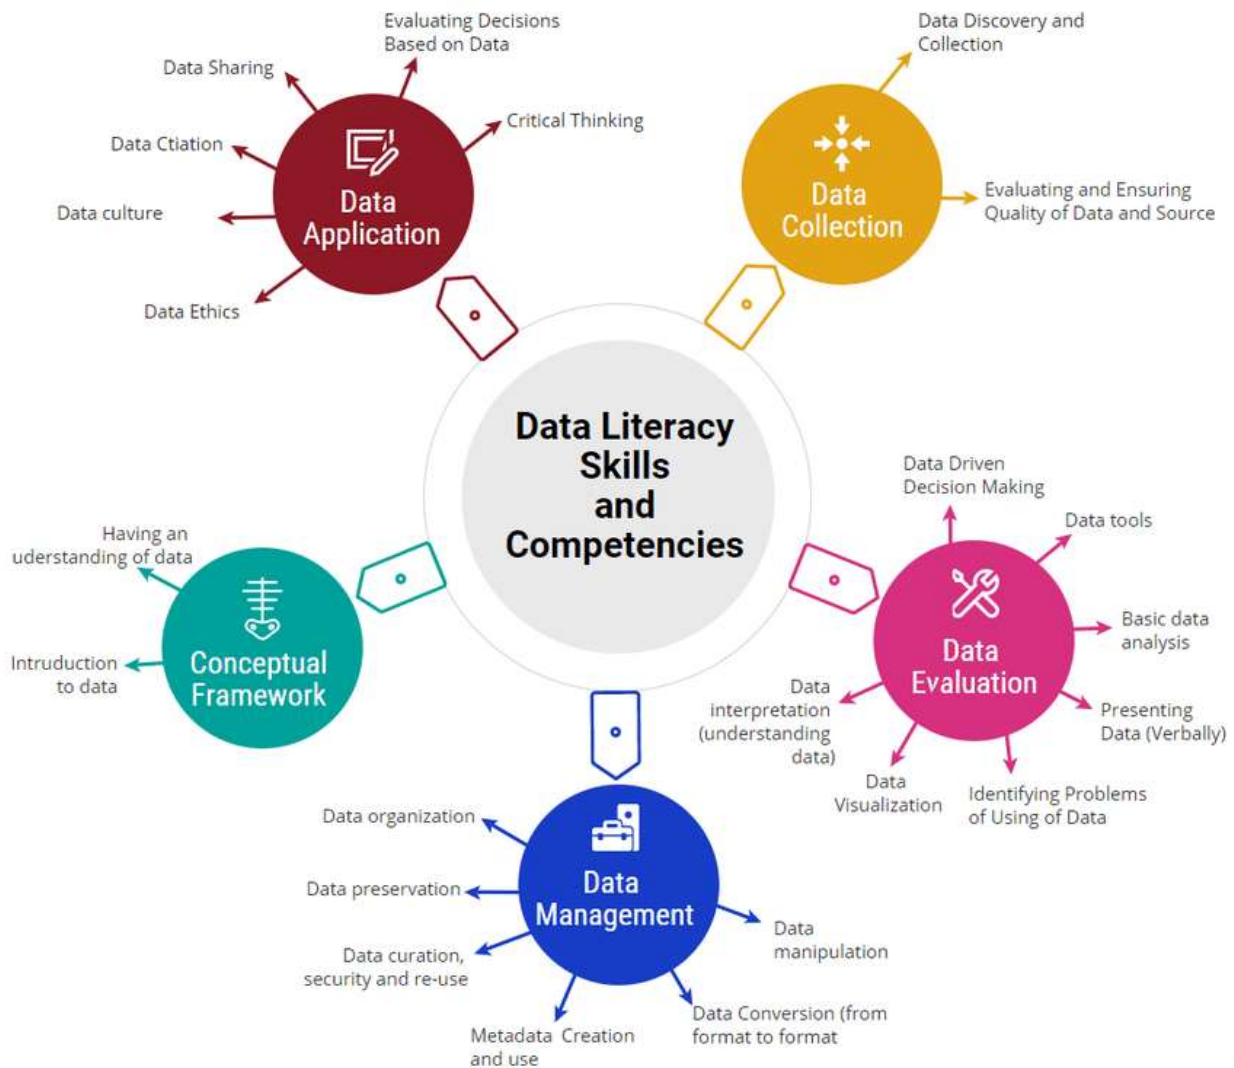 Evaluating Decisions
Based on Data
Data Sharing
Critical Thinking
Data Ctiation
Data culture
Data Ethics
Data
Application
Data Discovery and
Collection
Evaluating and Ensuring
Quality of Data and Source
Data
Collection
Data Literacy
Skills
and
Competencies
Having an
uderstanding of data
Intruduction
to data
Conceptual
Framework
Data Driven
Decision Making
Data tools
Basic data
analysis
Presenting
Data (Verbally)
Identifying Problems
of Using of Data
Data
Visualization
Data
interpretation
(understanding
data)
Data
Evaluation
Data organization
Data preservation
Data curation,
security and re-use
Metadata Creation
and use
Data Conversion (from
format to format
Data
manipulation
Data
Management